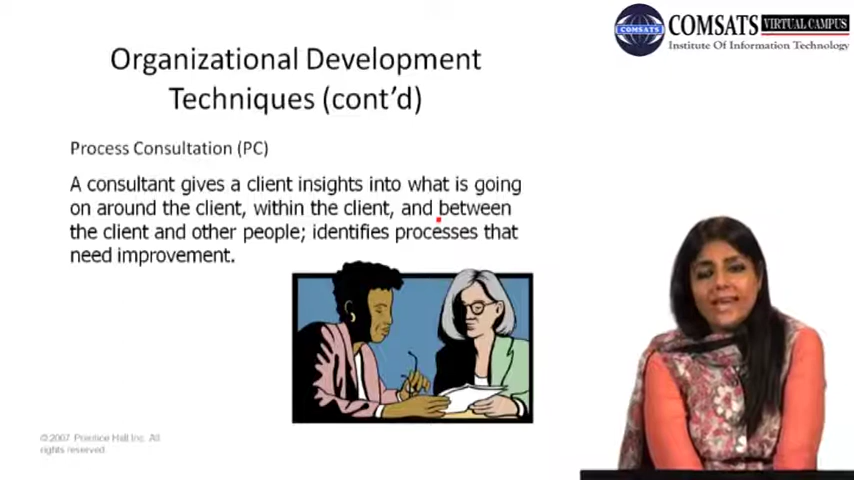 COMSATS VIRTUAL CAMPUS
Institute Of Information Technology
COMSATS
Organizational Development
Techniques (cont'd)
Process Consultation (PC)
A consultant gives a client insights into what is going
on around the client, within the client, and between
the client and other people; identifies processes that
need improvement.
©2007 Prentice Hall Inc. All
rights reserved.